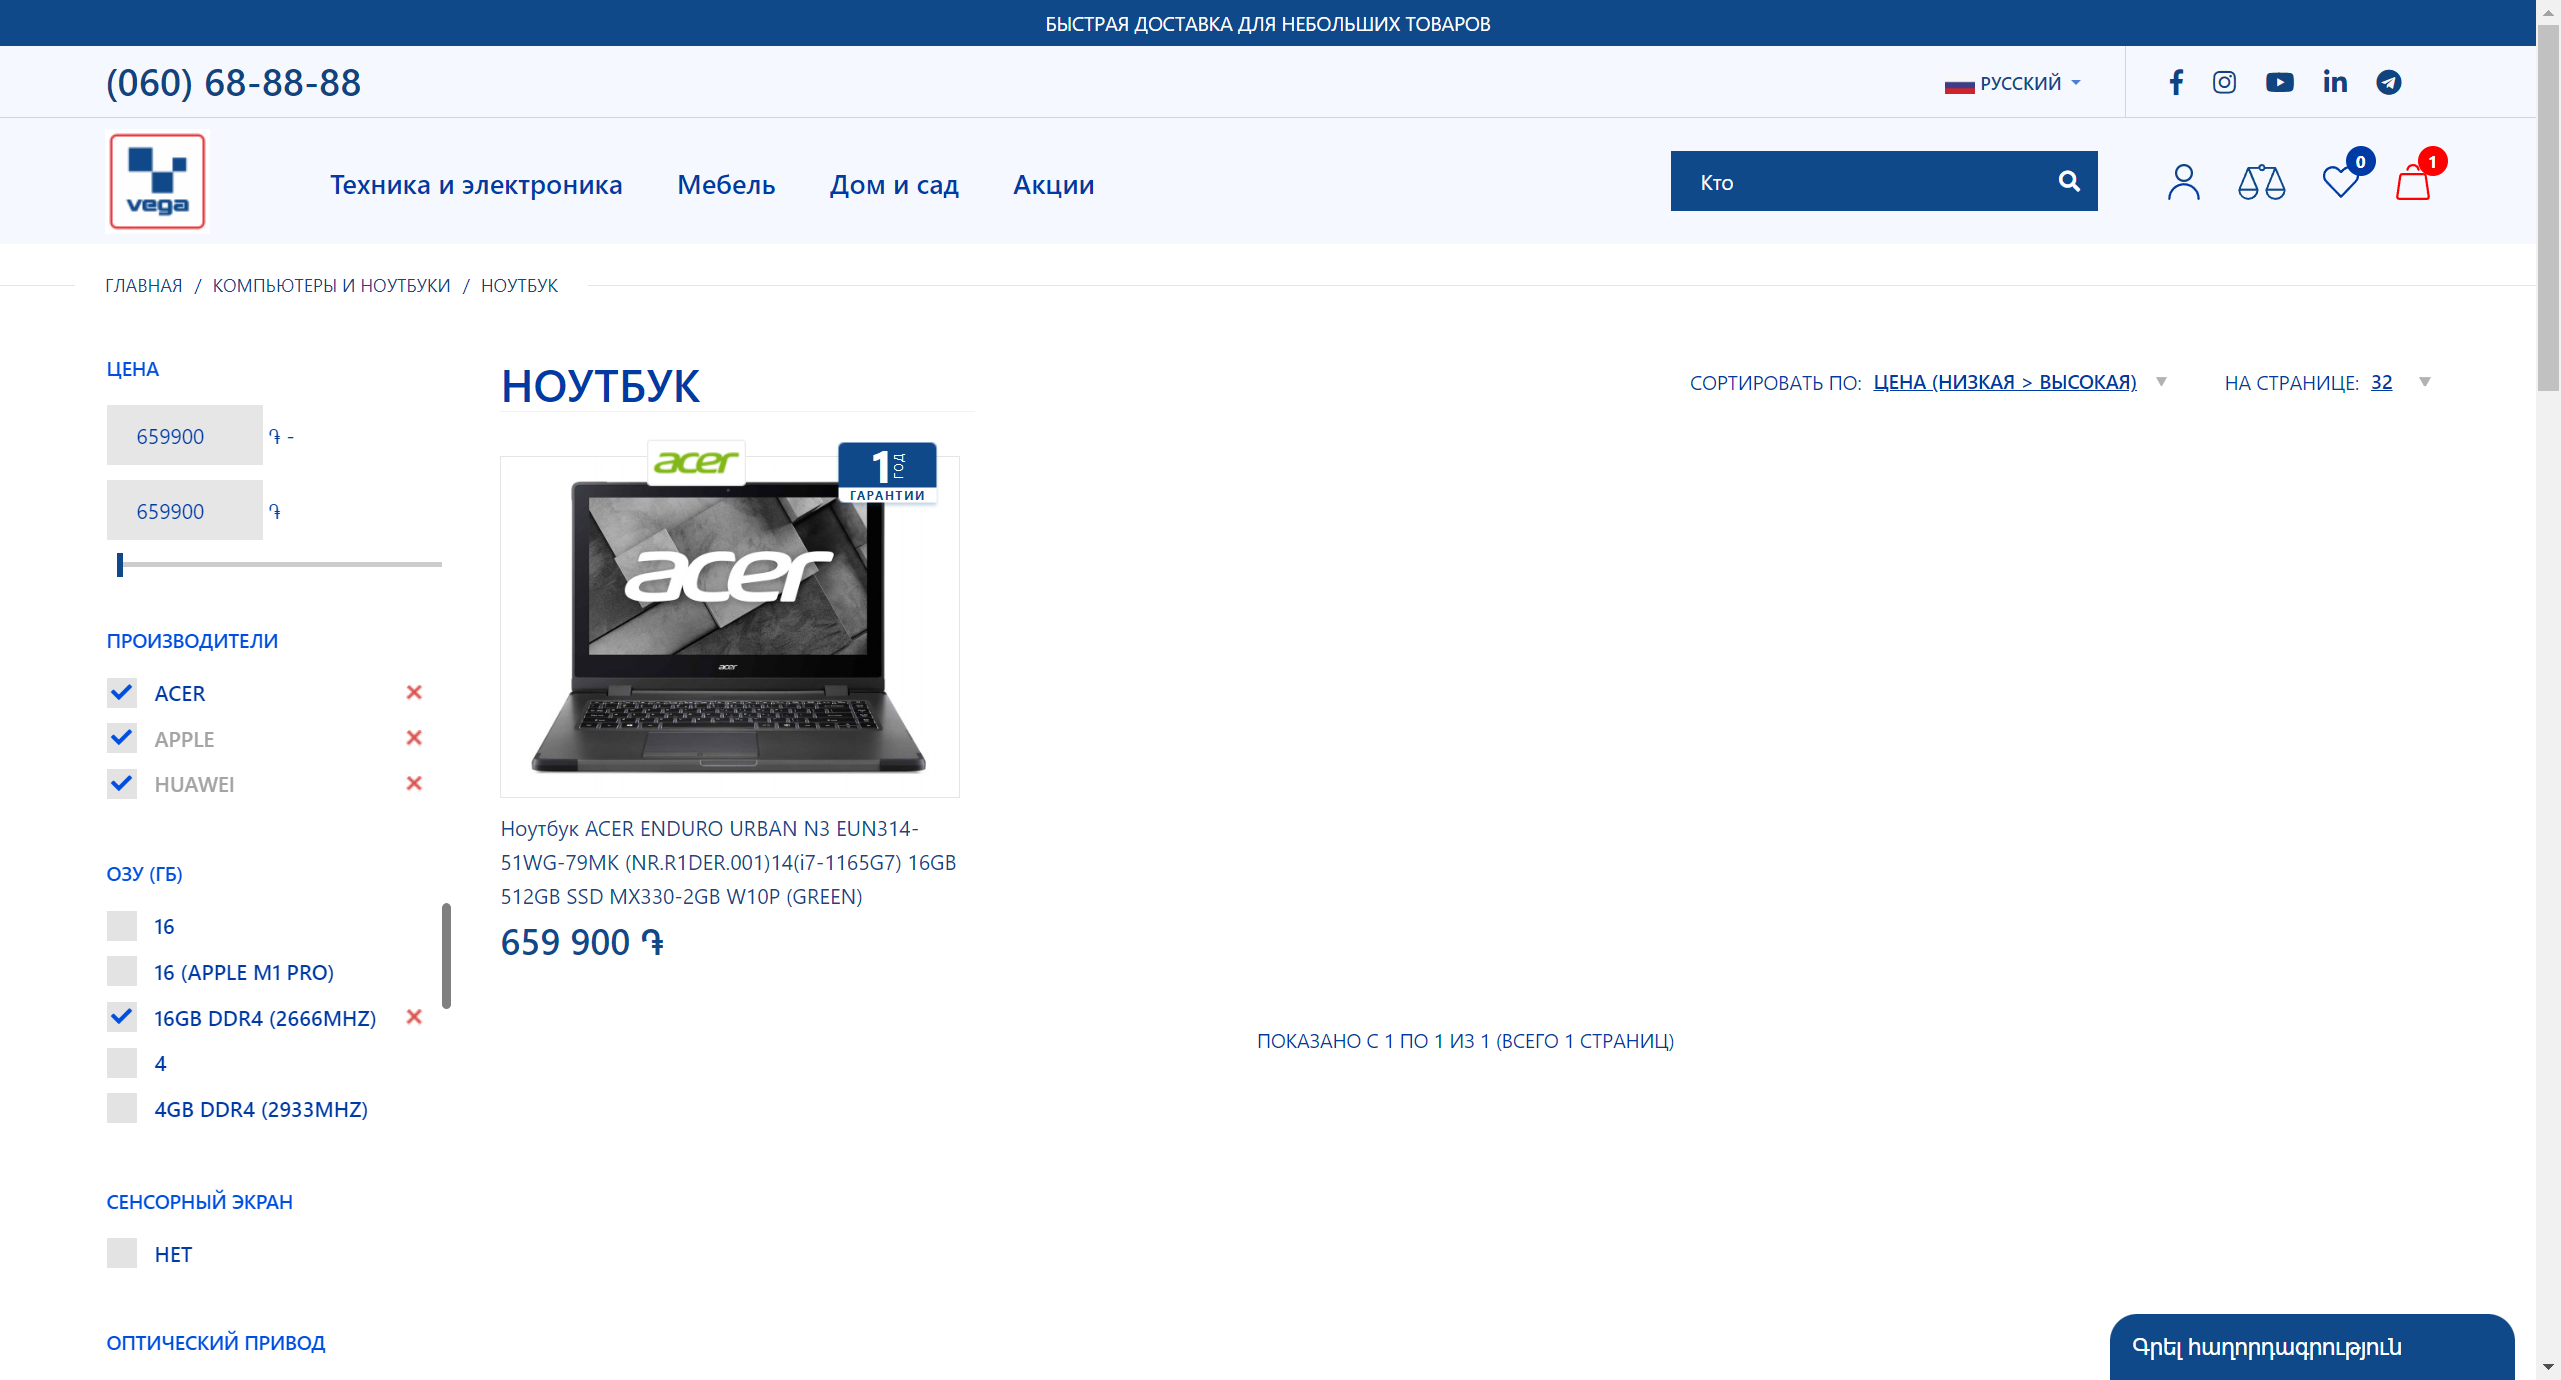 БЫСТРАЯ ДОСТАВКА ДЛЯ НЕБОЛЬШИХ ТОВАРОВ
(060) 68-88-88
РУССКИЙ
vega
Техника и электроника
Мебель
Дом и сад
Акции
Кто
0
1
ГЛАВНАЯ / КОМПЬЮТЕРЫ И НОУТБУКИ / НОУТБУК
ЦЕНА
659900 ֏ -
659900 ֏
ПРОИЗВОДИТЕЛИ
ACER
APPLE
HUAWEI
ОЗУ (ГБ)
16
16 (APPLE M1 PRO)
16GB DDR4 (2666MHZ)
4
4GB DDR4 (2933MHZ)
СЕНСОРНЫЙ ЭКРАН
НЕТ
ОПТИЧЕСКИЙ ПРИВОД
НОУТБУК
СОРТИРОВАТЬ ПО: ЦЕНА (НИЗКАЯ > ВЫСОКАЯ)
НА СТРАНИЦЕ: 32
acer
1 ГОД
ГАРАНТИИ
acer
acer
Ноутбук ACER ENDURO URBAN N3 EUN314-
51WG-79MK (NR.R1DER.001)14(i7-1165G7) 16GB
512GB SSD MX330-2GB W10P (GREEN)
659 900 ֏
ПОКАЗАНО С 1 ПО 1 ИЗ 1 (ВСЕГО 1 СТРАНИЦ)
Գրել հաղորդագրություն